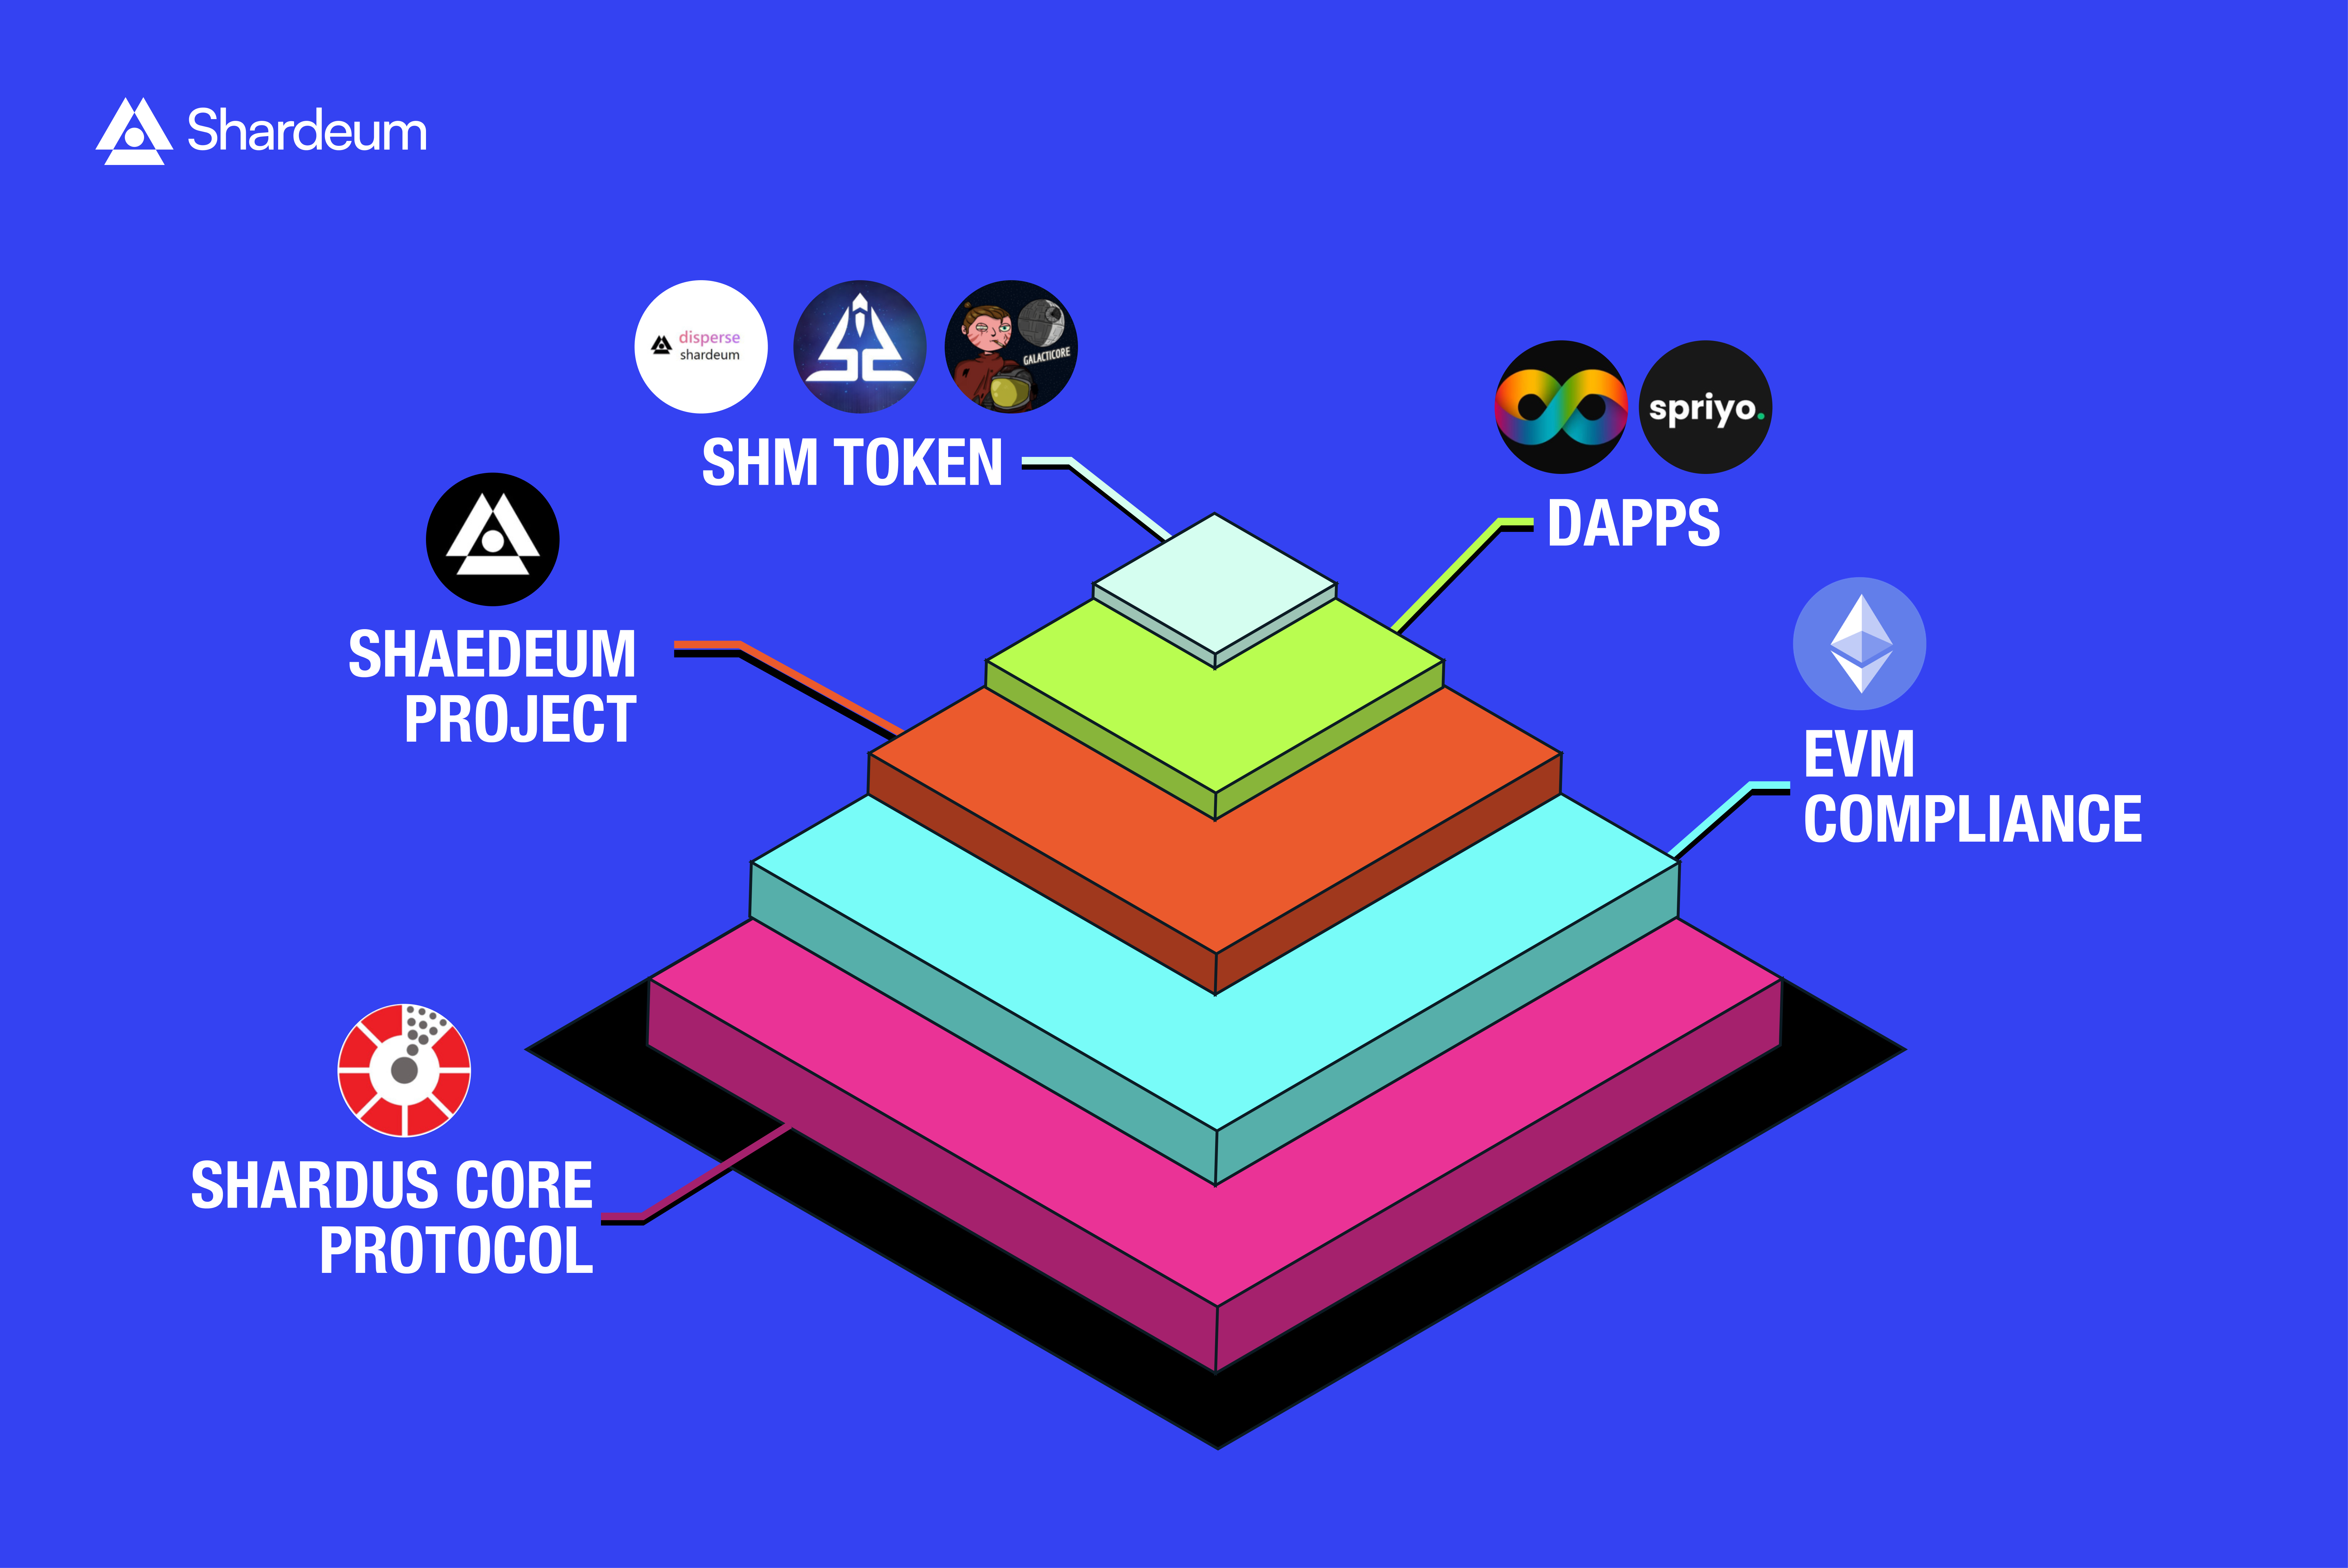 Shardeum
disperse
shardeum
GALACTICORE
SHM TOKEN
spriyo.
DAPPS
SHAEDEUM
PROJECT
EVM
COMPLIANCE
SHARDUS CORE
PROTOCOL